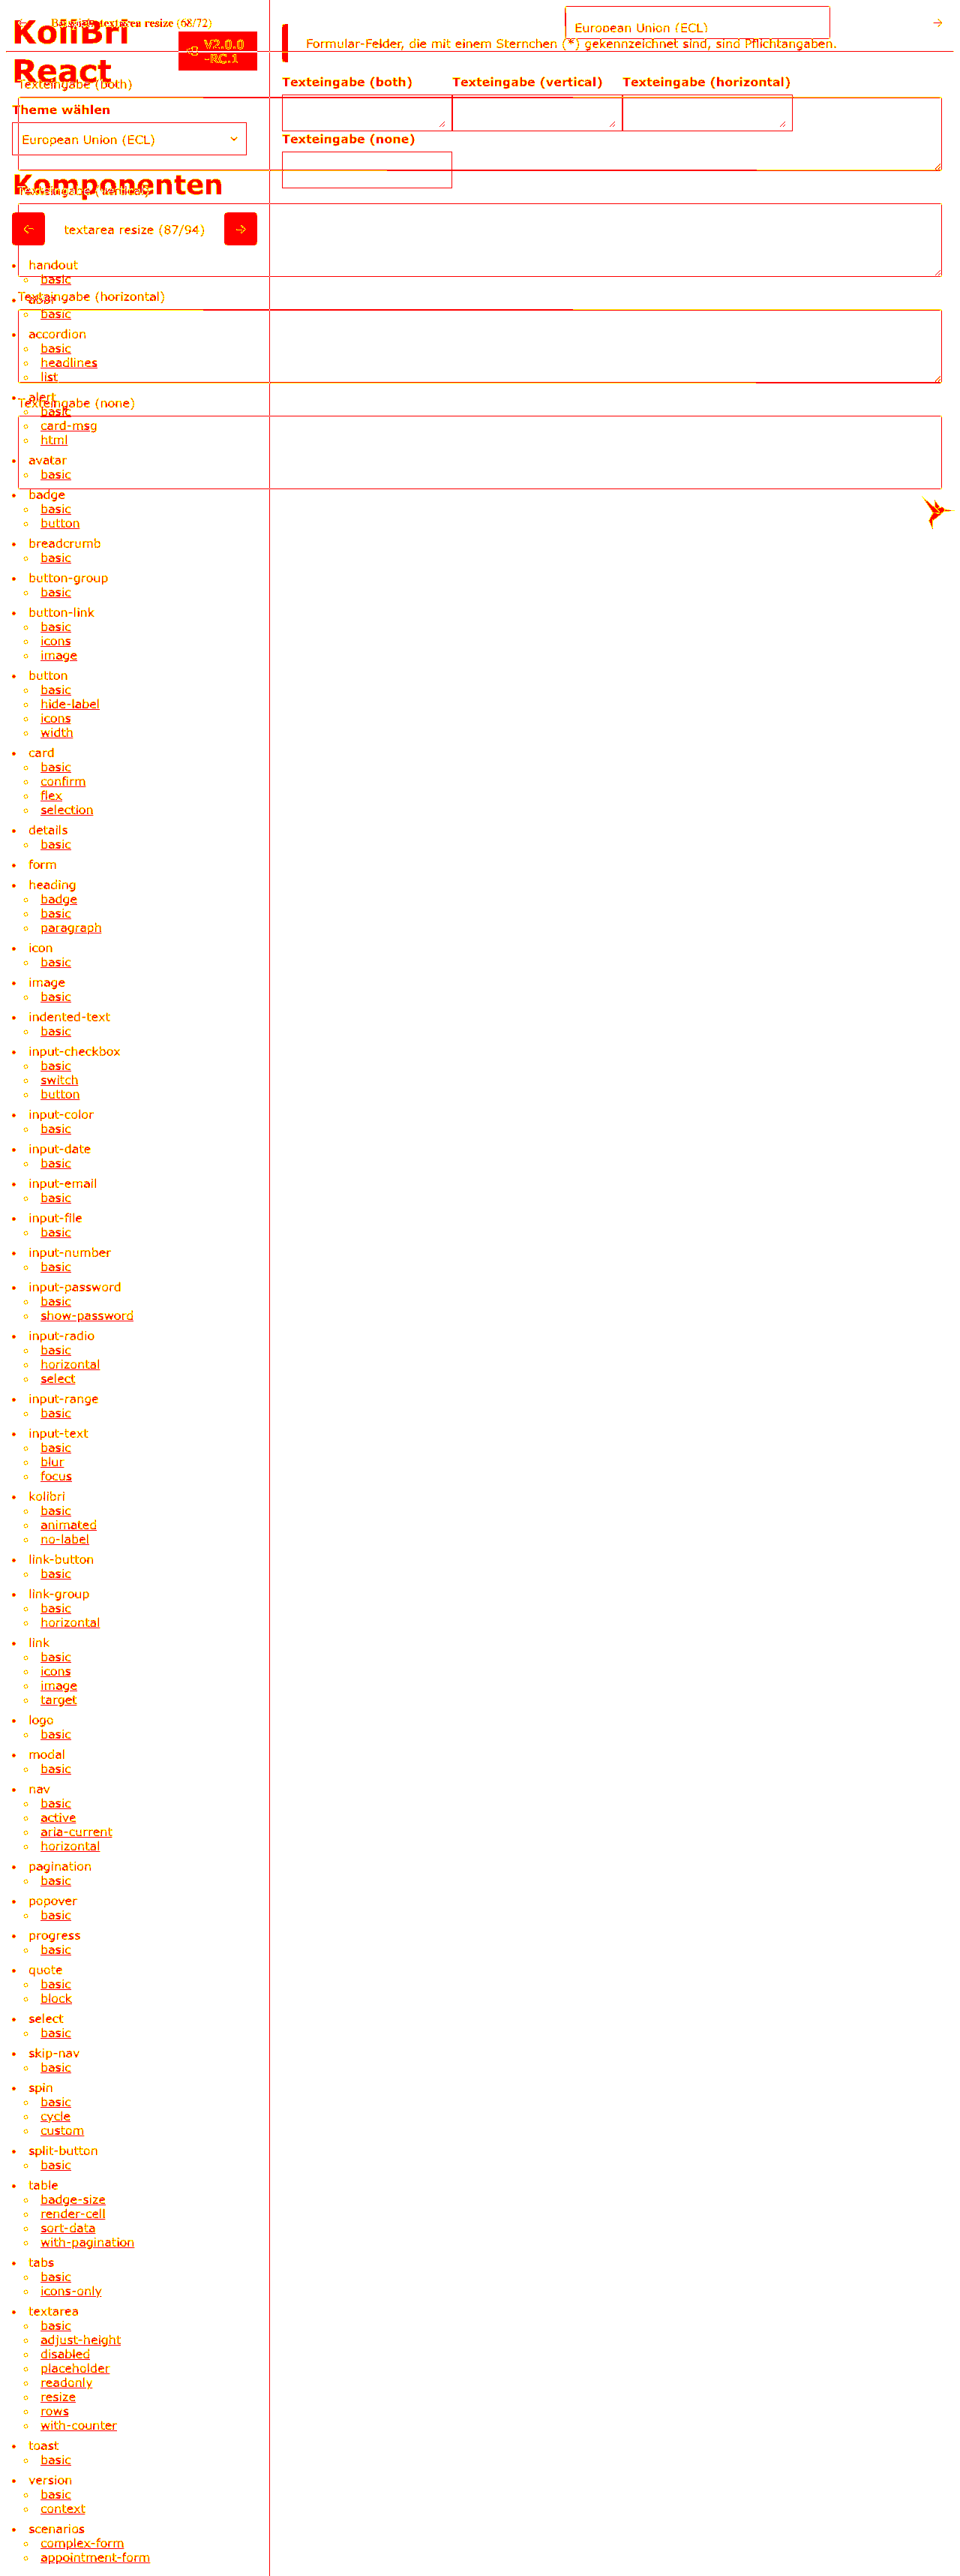 Beispiel textarea resize (68/72)
European Union (ECL)
KoliBri
React
V2.0.0
-RC.1
Formular-Felder, die mit einem Sternchen (*) gekennzeichnet sind, sind Pflichtangaben.
Texteingabe (both)
Texteingabe (both)
Texteingabe (vertical)
Texteingabe (horizontal)
Theme wählen
European Union (ECL)
Texteingabe (none)
Komponenten
Texteingabe (vertical)
textarea resize (87/94)
handout
basic
abbr
Texteingabe (horizontal)
basic
accordion
basic
headlines
list
alert
Texteingabe (none)
basic
card-msg
html
avatar
basic
badge
basic
button
breadcrumb
basic
button-group
basic
button-link
basic
icons
image
button
basic
hide-label
icons
width
card
basic
confirm
flex
selection
details
basic
form
heading
badge
basic
paragraph
icon
basic
image
basic
indented-text
basic
input-checkbox
basic
switch
button
input-color
basic
input-date
basic
input-email
basic
input-file
basic
input-number
basic
input-password
basic
show-password
input-radio
basic
horizontal
select
input-range
basic
input-text
basic
blur
focus
kolibri
basic
animated
no-label
link-button
basic
link-group
basic
horizontal
link
basic
icons
image
target
logo
basic
modal
basic
nav
basic
active
aria-current
horizontal
pagination
basic
popover
basic
progress
basic
quote
basic
block
select
basic
skip-nav
basic
spin
basic
cycle
custom
split-button
basic
table
badge-size
render-cell
sort-data
with-pagination
tabs
basic
icons-only
textarea
basic
adjust-height
disabled
placeholder
readonly
resize
rows
with-counter
toast
basic
version
basic
context
scenarios
complex-form
appointment-form